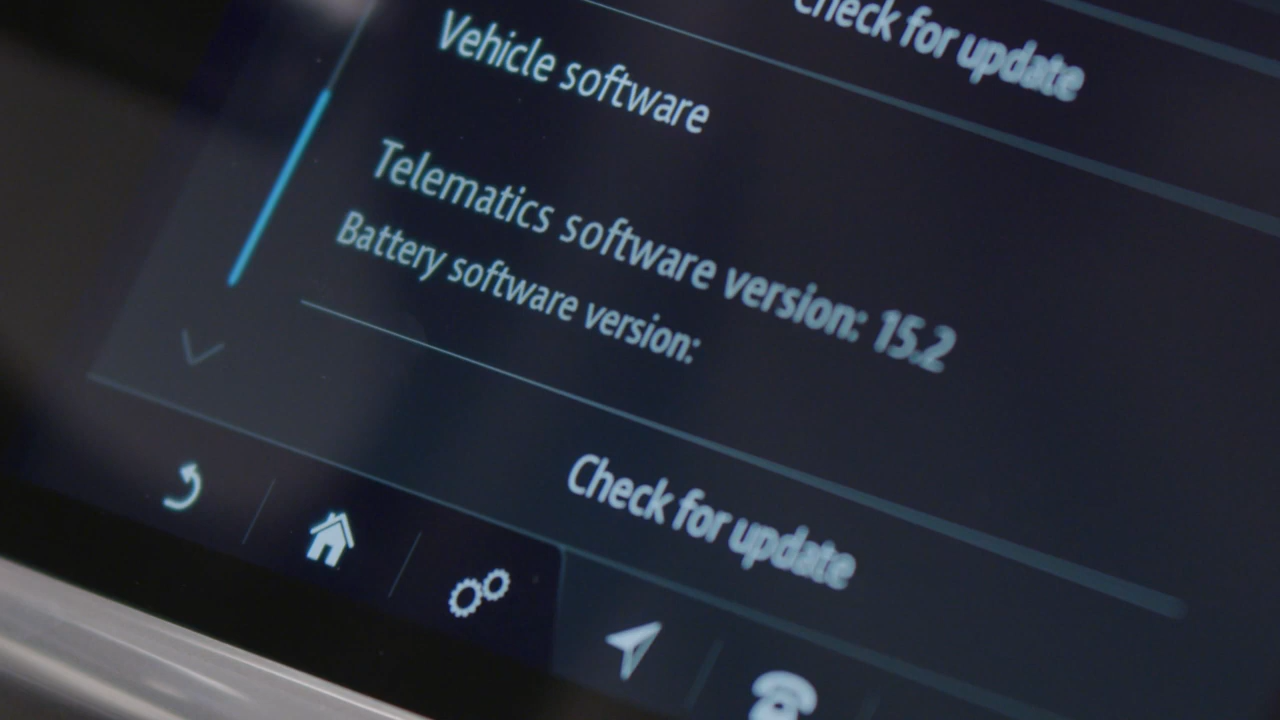 Check for update
Vehicle software
Telematics software version: 15.2
Battery software version:
Check for update